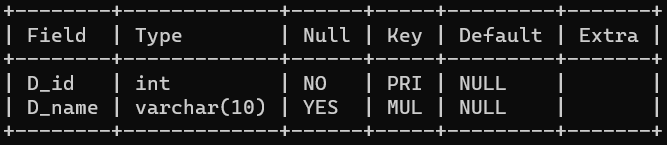 +--------+-------------+------+-----+---------+-------+
| Field  | Type        | Null | Key | Default | Extra |
+--------+-------------+------+-----+---------+-------+
| D_id   | int         | NO   | PRI | NULL    |       |
| D_name | varchar(10) | YES  | MUL | NULL    |       |
+--------+-------------+------+-----+---------+-------+